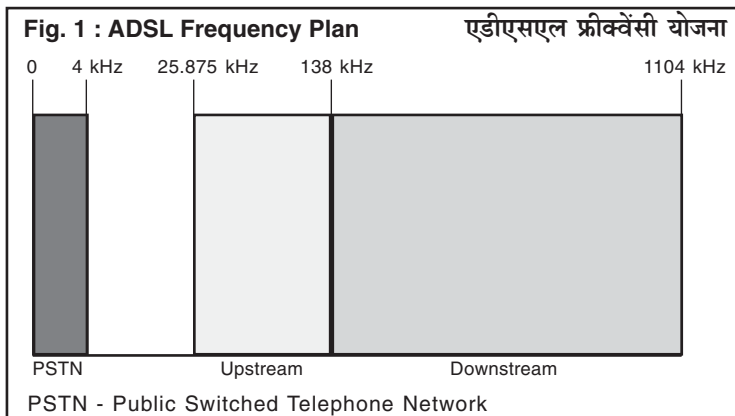 Fig. 1 : ADSL Frequency Plan एडीएसएल फ्रीक्वेंसी योजना
0 4 kHz 25.875 kHz 138 kHz 1104 kHz
PSTN Upstream Downstream
PSTN - Public Switched Telephone Network